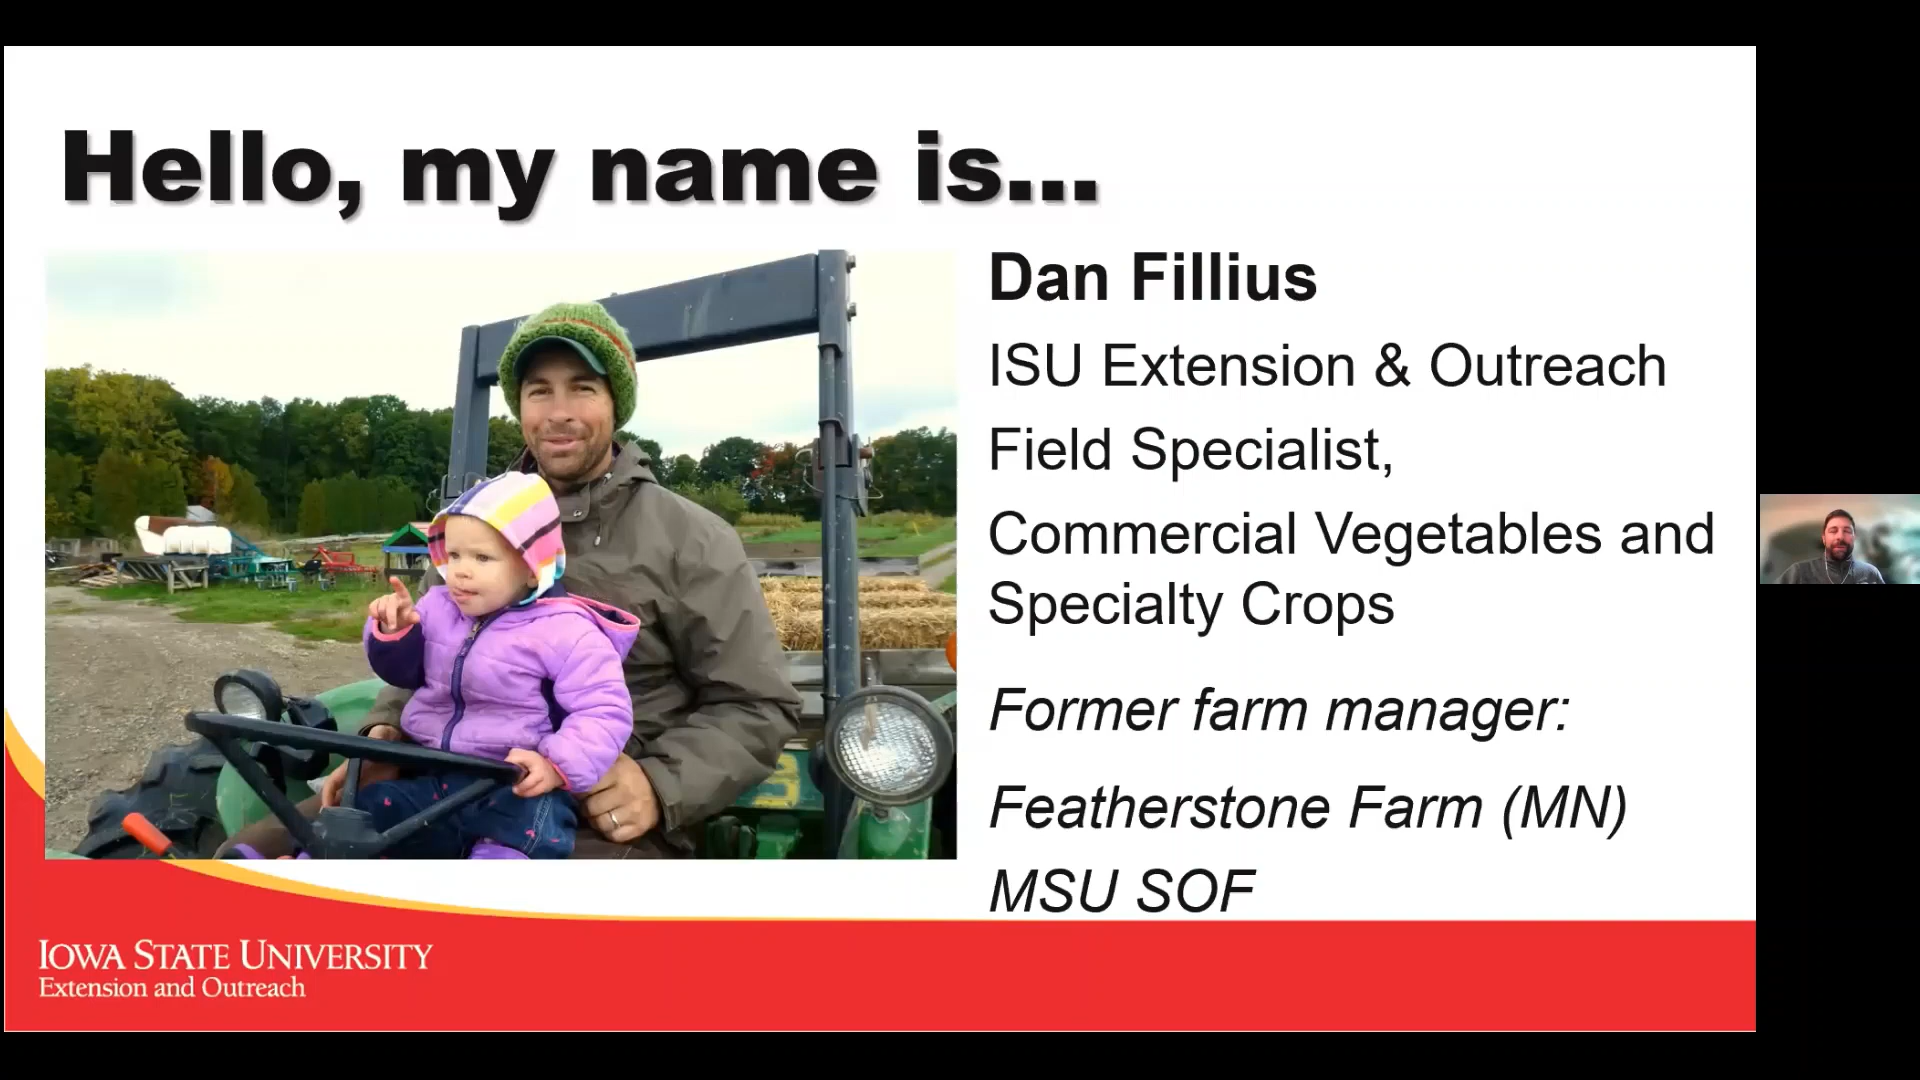 Hello, my name is...
Dan Fillius
ISU Extension & Outreach
Field Specialist,
Commercial Vegetables and
Specialty Crops
Former farm manager:
Featherstone Farm (MN)
MSU SOF
IOWA STATE UNIVERSITY
Extension and Outreach